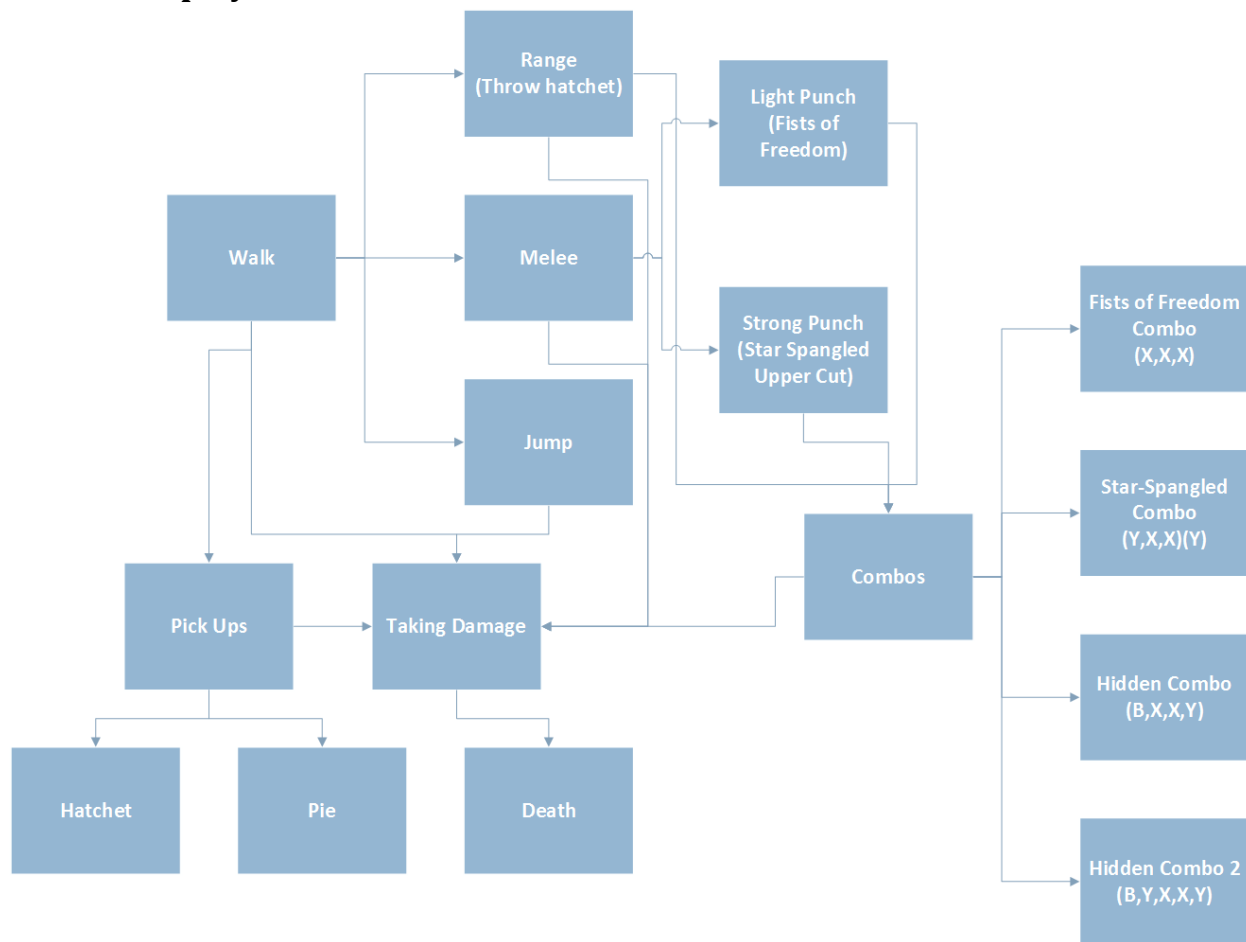 Range
(Throw hatchet)
Light Punch
(Fists of
Freedom)
Walk
Melee
Strong Punch
(Star Spangled
Upper Cut)
Fists of Freedom
Combo
(X,X,X)
Jump
Star-Spangled
Combo
(Y,X,X)(Y)
Combos
Pick Ups
Taking Damage
Hidden Combo
(B,X,X,Y)
Hatchet
Pie
Death
Hidden Combo 2
(B,Y,X,X,Y)